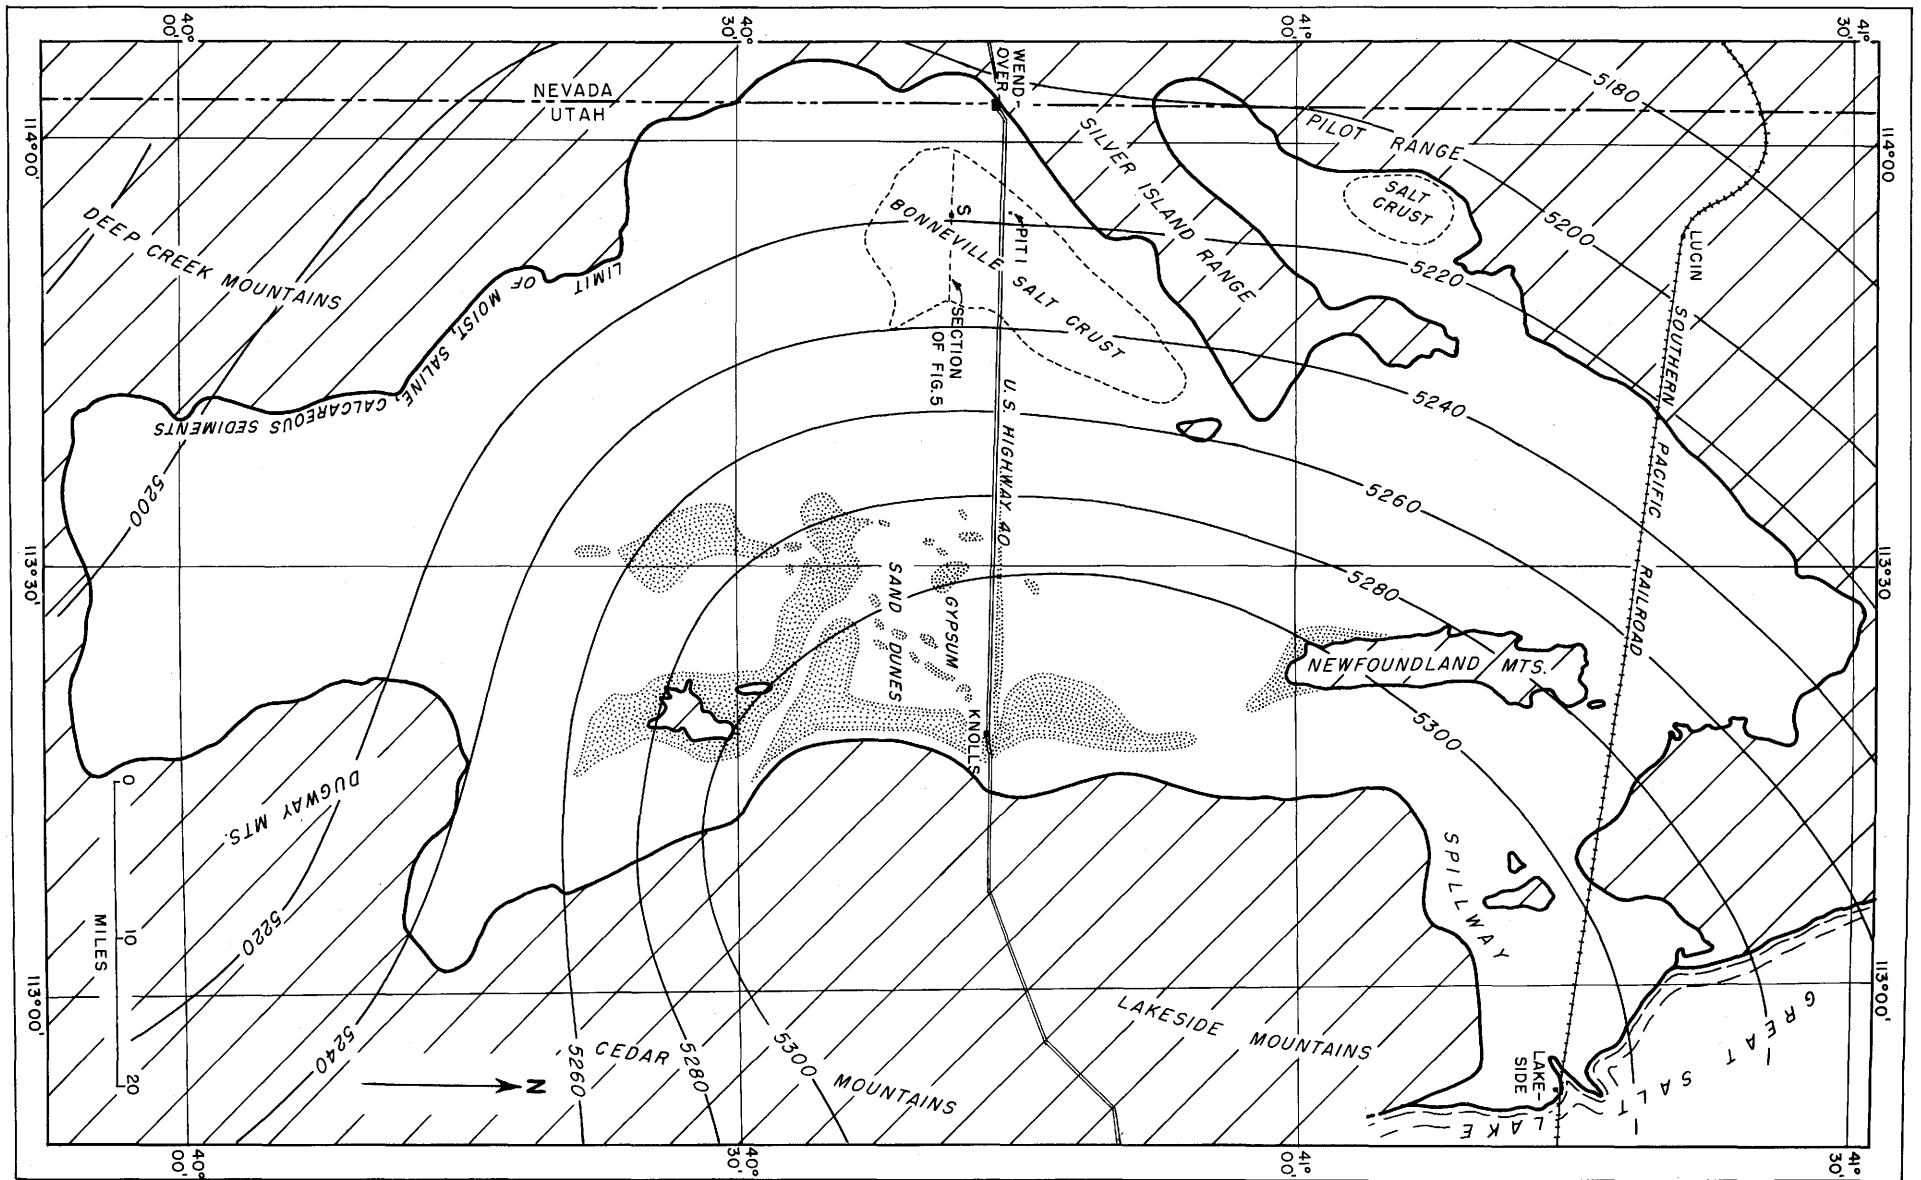 40°
00'
40°
30'
41°
00'
41°
30'
WEND-
OVER
NEVADA
UTAH
5180
114°00'
114°00'
PILOT RANGE
SILVER ISLAND RANGE
SALT
CRUST
5200
LUCIN
DEEP CREEK MOUNTAINS
S
PIT I
BONNEVILLE SALT CRUST
5220
LIMIT OF MOIST, SALINE, CALCAREOUS SEDIMENTS
SECTION
OF FIG.5
SOUTHERN PACIFIC RAILROAD
U.S. HIGHWAY 40
5240
5200
5260
113°30'
113°30
5280
GYPSUM
SAND DUNES
NEWFOUNDLAND MTS.
KNOLLS
5300
DUGWAY MTS.
0
10
20
MILES
SPILLWAY
5220
113°00'
113°00'
LAKESIDE MOUNTAINS
GREAT SALT LAKE
LAKE-
SIDE
5240
5260
CEDAR MOUNTAINS
5280
5300
N
40°
00'
40°
30'
41°
00'
41°
30'